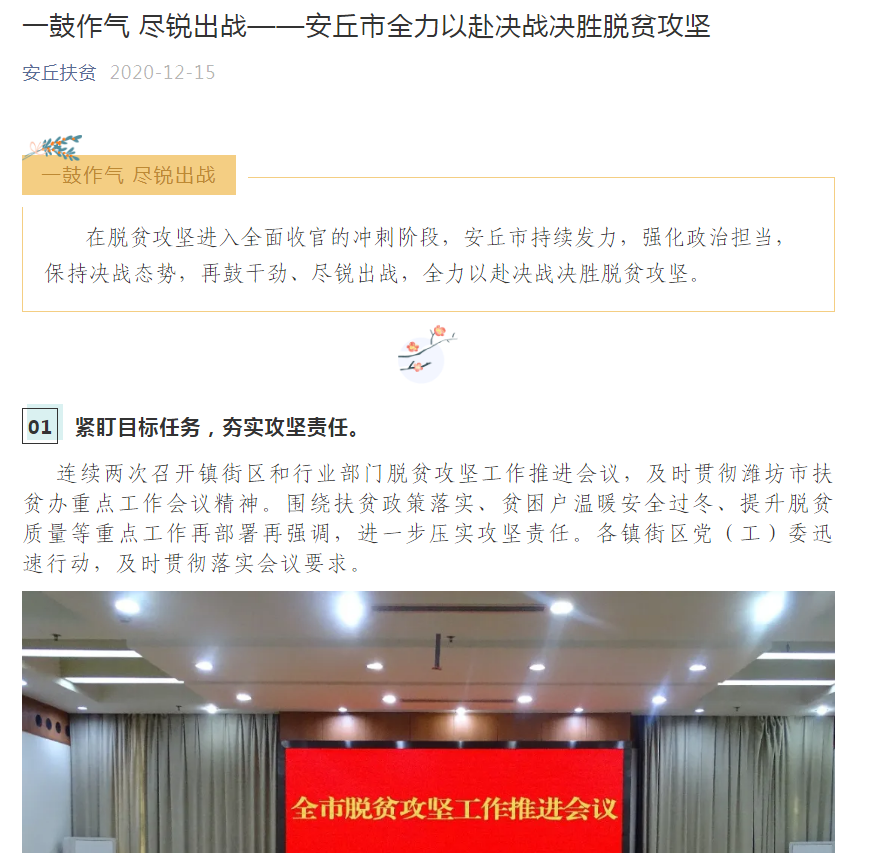 一鼓作气 尽锐出战——安丘市全力以赴决战决胜脱贫攻坚
安丘扶贫 2020-12-15
一鼓作气 尽锐出战
在脱贫攻坚进入全面收官的冲刺阶段，安丘市持续发力，强化政治担当，
保持决战态势，再鼓干劲、尽锐出战，全力以赴决战决胜脱贫攻坚。
01 紧盯目标任务，夯实攻坚责任。
连续两次召开镇街区和行业部门脱贫攻坚工作推进会议，及时贯彻潍坊市扶
贫办重点工作会议精神。围绕扶贫政策落实、贫困户温暖安全过冬、提升脱贫
质量等重点工作再部署再强调，进一步压实攻坚责任。各镇街区党（工）委迅
速行动，及时贯彻落实会议要求。
全市脱贫攻坚工作推进会议